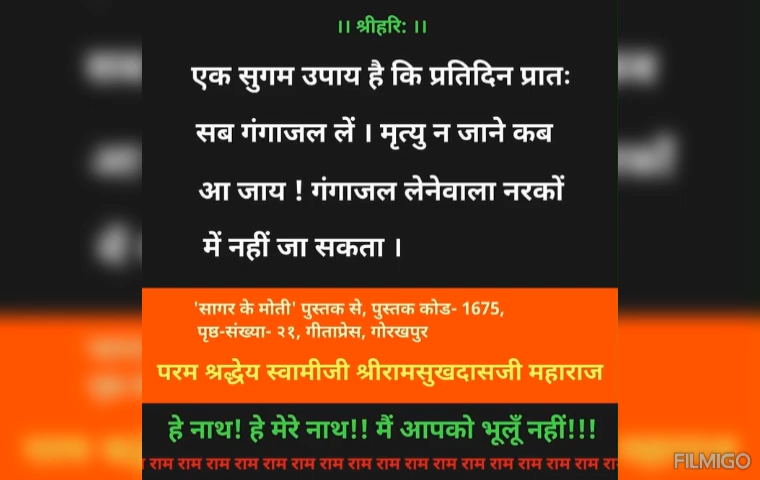 ।। श्रीहरि: ।।
एक सुगम उपाय है कि प्रतिदिन प्रातः
सब गंगाजल लें । मृत्यु न जाने कब
आ जाय ! गंगाजल लेनेवाला नरकों
में नहीं जा सकता ।
'सागर के मोती' पुस्तक से, पुस्तक कोड- 1675,
पृष्ठ-संख्या- २१, गीताप्रेस, गोरखपुर
परम श्रद्धेय स्वामीजी श्रीरामसुखदासजी महाराज
हे नाथ! हे मेरे नाथ!! मैं आपको भूलूँ नहीं!!!
राम राम राम राम राम राम राम राम राम राम राम राम राम राम राम राम
FILMIGO